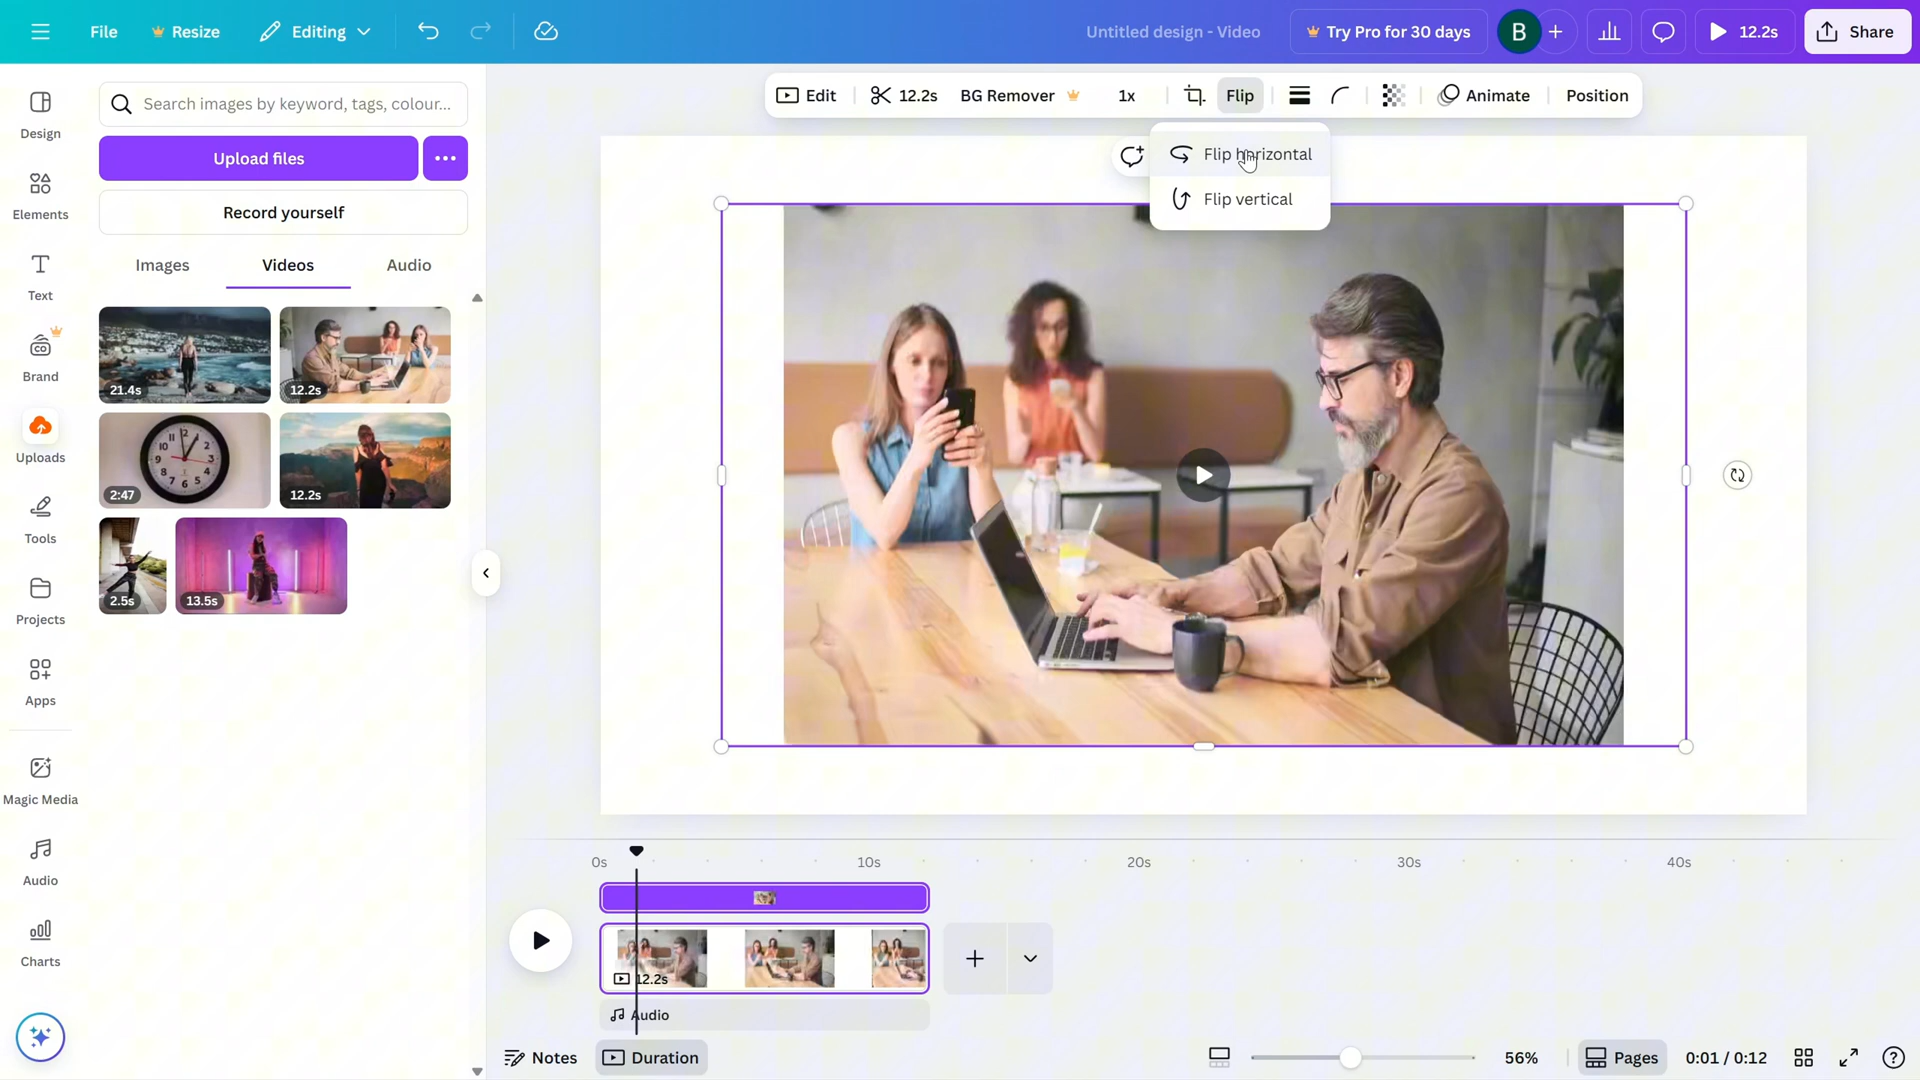 File
Resize
Editing
Untitled design - Video
Try Pro for 30 days
B
12.2s
Share
Design
Elements
Text
Brand
Uploads
Tools
Projects
Apps
Magic Media
Audio
Charts
Search images by keyword, tags, colour...
Upload files
Record yourself
Images
Videos
Audio
21.4s
12.2s
2:47
12.2s
2.5s
13.5s
Edit
12.2s
BG Remover
1x
Flip
Animate
Position
Flip horizontal
Flip vertical
0s
10s
20s
30s
40s
12.2s
Audio
Notes
Duration
56%
Pages
0:01 / 0:12